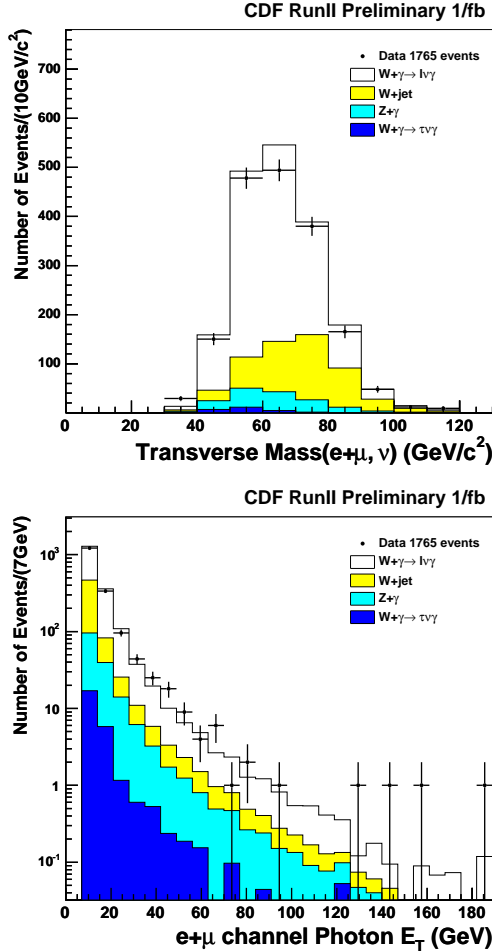 CDF RunII Preliminary 1/fb
Number of Events/(10GeV/c²)
700
600
500
400
300
200
100
Data 1765 events
W+γ→ lνγ
W+jet
Z+γ
W+γ→ τνγ
0 20 40 60 80 100 120
Transverse Mass(e+μ, ν) (GeV/c²)
CDF RunII Preliminary 1/fb
Number of Events/(7GeV)
10³
10²
10
1
10⁻¹
Data 1765 events
W+γ→ lνγ
W+jet
Z+γ
W+γ→ τνγ
0 20 40 60 80 100 120 140 160 180
e+μ channel Photon E_T (GeV)